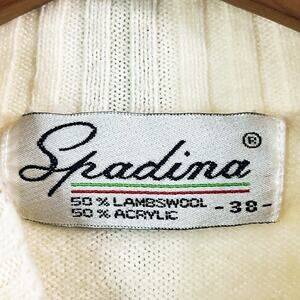 Spadina ®
50 % LAMBSWOOL
50 % ACRYLIC - 38 -